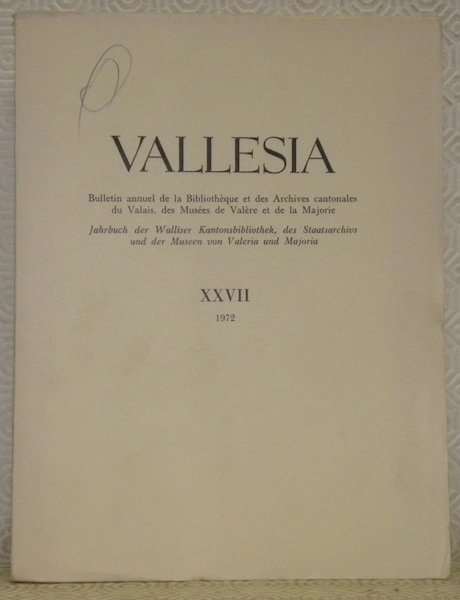 VALLESIA
Bulletin annuel de la Bibliothèque et des Archives cantonales
du Valais, des Musées de Valère et de la Majorie
Jahrbuch der Walliser Kantonsbibliothek, des Staatsarchivs
und der Museen von Valeria und Majoria
XXVII
1972